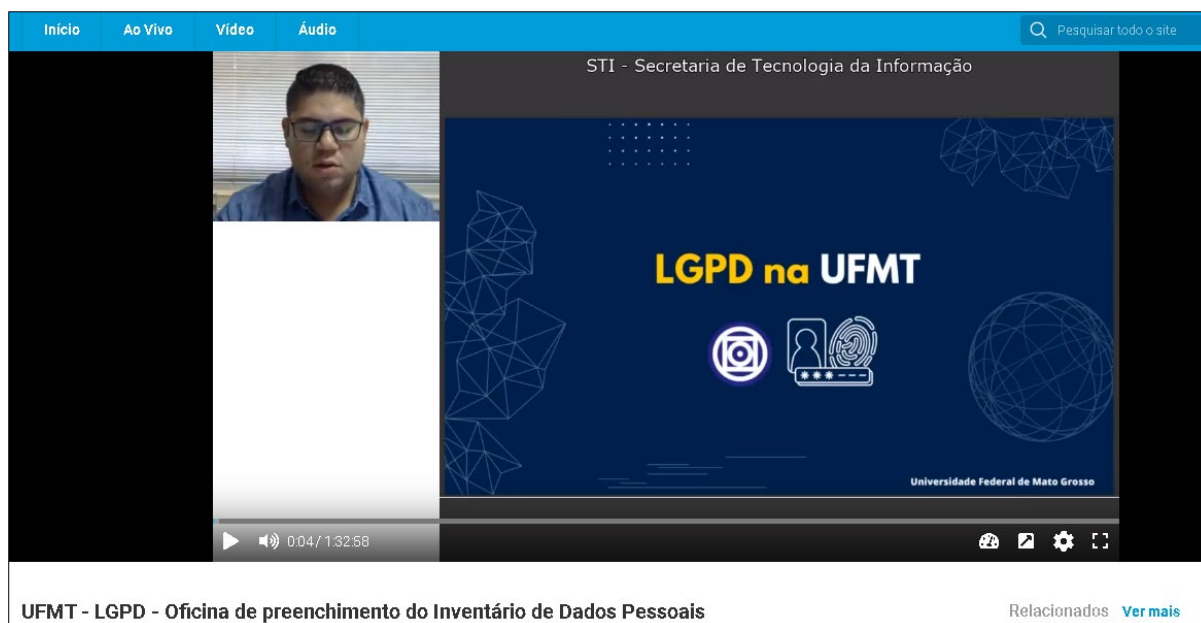 Início Ao Vivo Vídeo Áudio Pesquisar todo o site
STI - Secretaria de Tecnologia da Informação
LGPD na UFMT
***---
Universidade Federal de Mato Grosso
0:04 / 1:32:58
UFMT - LGPD - Oficina de preenchimento do Inventário de Dados Pessoais
Relacionados Ver mais